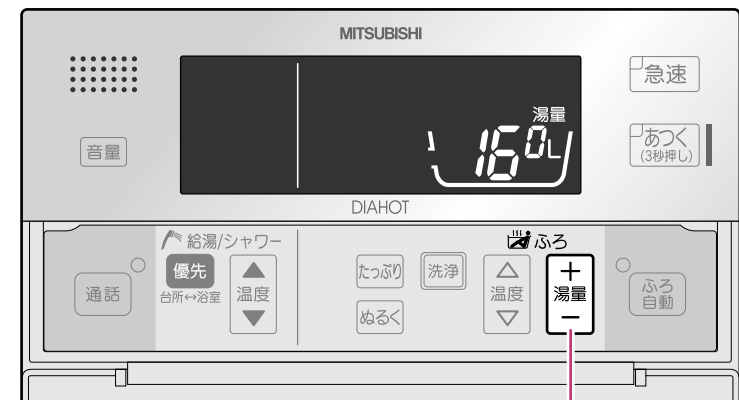 MITSUBISHI
急速
湯量
160L
音量
あつく
(3秒押し)
DIAHOT
給湯/シャワー
ふろ
通話
優先
台所↔浴室
温度
たっぷり
洗浄
ぬるく
温度
+
湯量
−
ふろ
自動